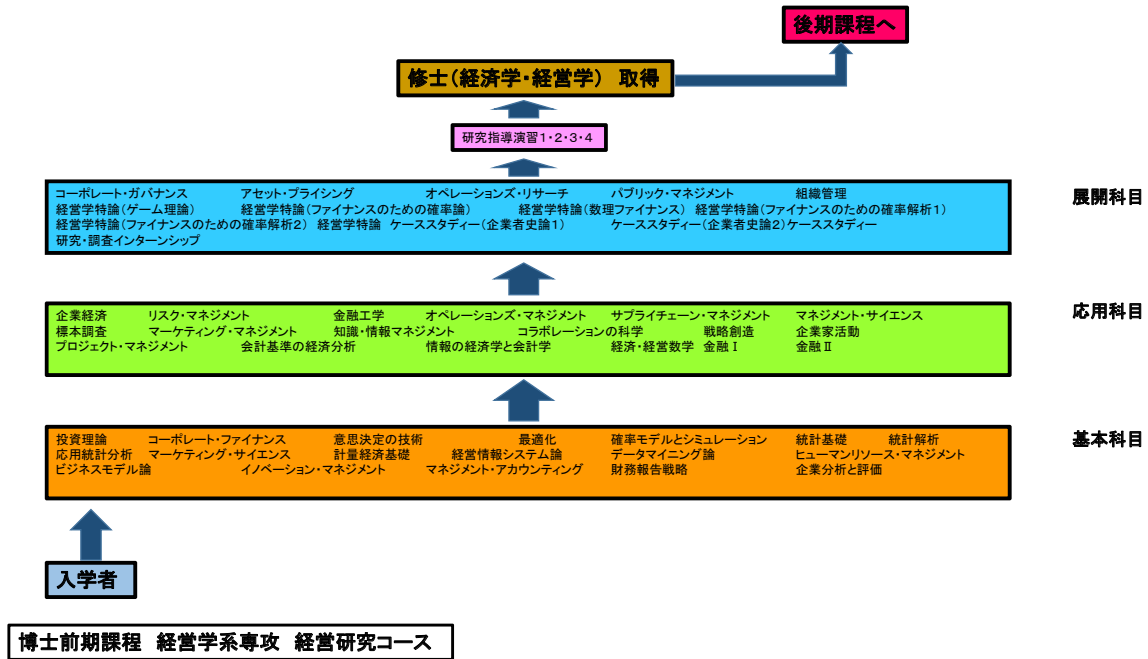 後期課程へ
修士（経済学・経営学）　取得
研究指導演習１・２・３・４
展開科目
コーポレート・ガバナンス　アセット・プライシング　オペレーションズ・リサーチ　パブリック・マネジメント　組織管理
経営学特論（ゲーム理論）　経営学特論（ファイナンスのための確率論）　経営学特論（数理ファイナンス）　経営学特論（ファイナンスのための確率解析１）
経営学特論（ファイナンスのための確率解析２）　経営学特論　ケーススタディー（企業者史論１）　ケーススタディー（企業者史論２）ケーススタディー
研究・調査インターンシップ
応用科目
企業経済　リスク・マネジメント　金融工学　オペレーションズ・マネジメント　サプライチェーン・マネジメント　マネジメント・サイエンス
標本調査　マーケティング・マネジメント　知識・情報マネジメント　コラボレーションの科学　戦略創造　企業家活動
プロジェクト・マネジメント　会計基準の経済分析　情報の経済学と会計学　経済・経営数学　金融Ⅰ　金融Ⅱ
基本科目
投資理論　コーポレート・ファイナンス　意思決定の技術　最適化　確率モデルとシミュレーション　統計基礎　統計解析
応用統計分析　マーケティング・サイエンス　計量経済基礎　経営情報システム論　データマイニング論　ヒューマンリソース・マネジメント
ビジネスモデル論　イノベーション・マネジメント　マネジメント・アカウンティング　財務報告戦略　企業分析と評価
入学者
博士前期課程　経営学系専攻　経営研究コース